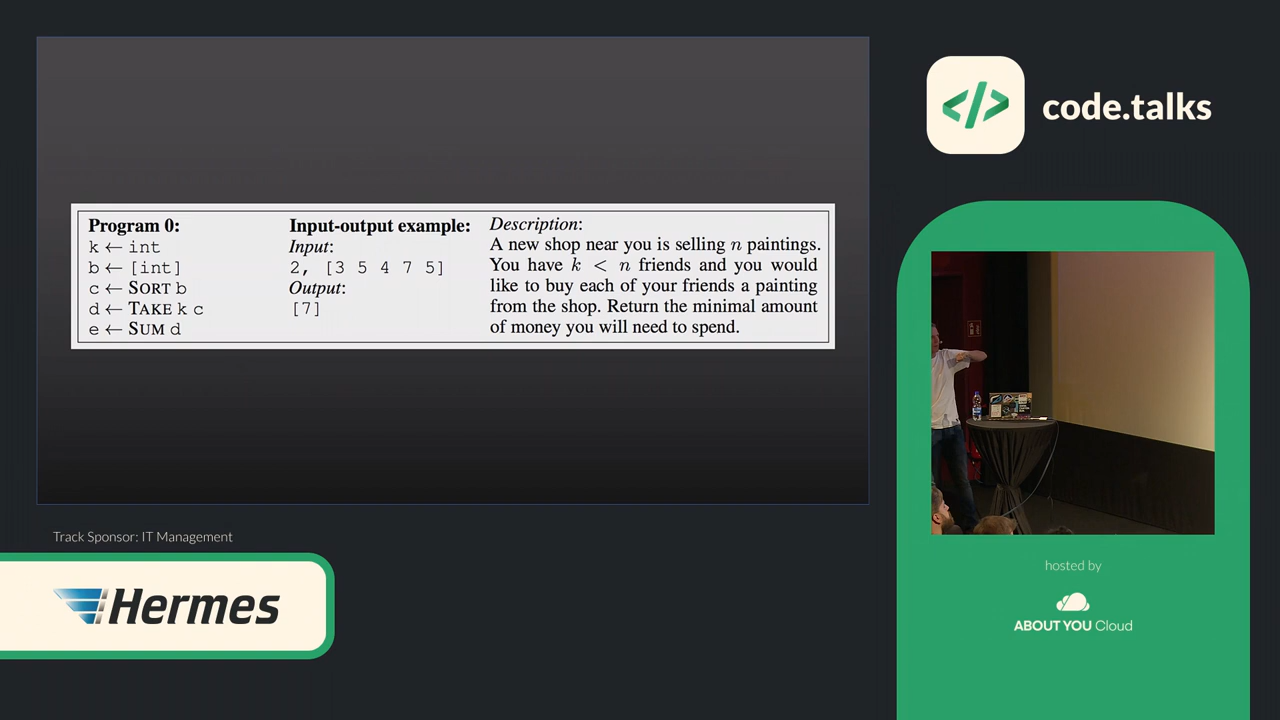 Program 0:
k ← int
b ← [int]
c ← SORT b
d ← TAKE k c
e ← SUM d
Input-output example:
Input:
2, [3 5 4 7 5]
Output:
[7]
Description:
A new shop near you is selling n paintings.
You have k < n friends and you would
like to buy each of your friends a painting
from the shop. Return the minimal amount
of money you will need to spend.
</> code.talks
Track Sponsor: IT Management
Hermes
hosted by
ABOUT YOU Cloud